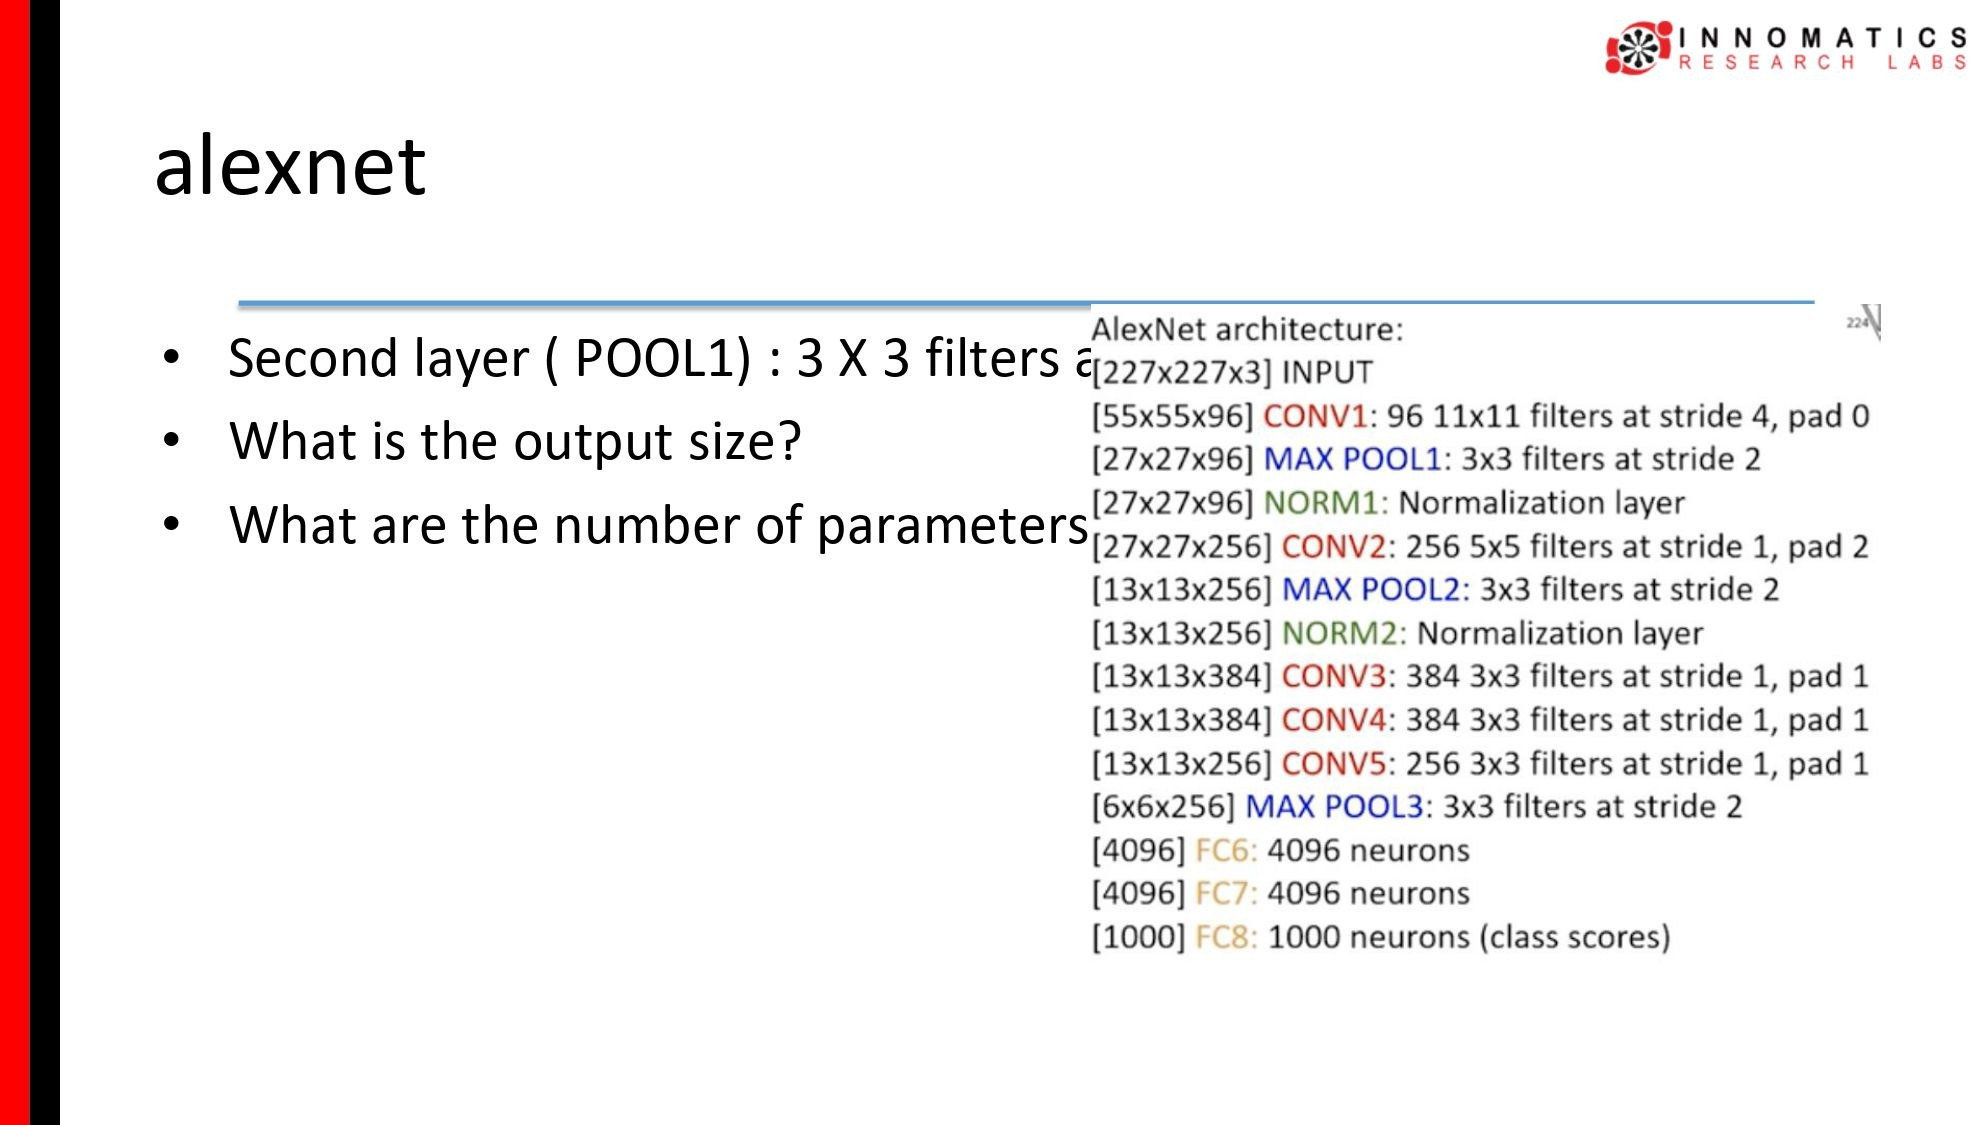 INNOMATICS
RESEARCH LABS
alexnet
• Second layer ( POOL1) : 3 X 3 filters
• What is the output size?
• What are the number of parameters
224
AlexNet architecture:
[227x227x3] INPUT
[55x55x96] CONV1: 96 11x11 filters at stride 4, pad 0
[27x27x96] MAX POOL1: 3x3 filters at stride 2
[27x27x96] NORM1: Normalization layer
[27x27x256] CONV2: 256 5x5 filters at stride 1, pad 2
[13x13x256] MAX POOL2: 3x3 filters at stride 2
[13x13x256] NORM2: Normalization layer
[13x13x384] CONV3: 384 3x3 filters at stride 1, pad 1
[13x13x384] CONV4: 384 3x3 filters at stride 1, pad 1
[13x13x256] CONV5: 256 3x3 filters at stride 1, pad 1
[6x6x256] MAX POOL3: 3x3 filters at stride 2
[4096] FC6: 4096 neurons
[4096] FC7: 4096 neurons
[1000] FC8: 1000 neurons (class scores)